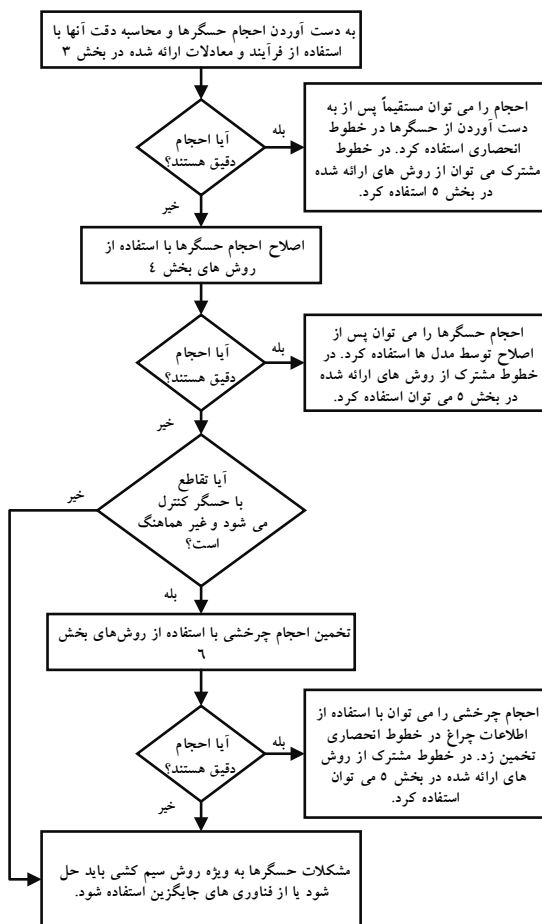 به دست آوردن احجام حسگرها و محاسبه دقت آنها با
استفاده از فرآیند و معادلات ارائه شده در بخش ۳
آیا احجام
دقیق هستند؟
بله
احجام را می توان مستقیماً پس از به
دست آوردن از حسگرها در خطوط
انحصاری استفاده کرد. در خطوط
مشترک می توان از روش های ارائه شده
در بخش ۵ استفاده کرد.
خیر
اصلاح احجام حسگرها با استفاده از
روش های بخش ٤
آیا احجام
دقیق هستند؟
بله
احجام حسگرها را می توان پس از
اصلاح توسط مدل ها استفاده کرد. در
خطوط مشترک از روش های ارائه شده
در بخش ۵ می توان استفاده کرد.
خیر
آیا تقاطع
با حسگر کنترل
می شود و غیر هماهنگ
است؟
خیر
بله
تخمین احجام چرخشی با استفاده از روش‌های بخش
٦
آیا احجام
دقیق هستند؟
بله
احجام چرخشی را می توان با استفاده از
اطلاعات چراغ در خطوط انحصاری
تخمین زد. در خطوط مشترک از روش
های ارائه شده در بخش ۵ می توان
استفاده کرد.
خیر
مشکلات حسگرها به ویژه روش سیم کشی باید حل
شود یا از فناوری های جایگزین استفاده شود.